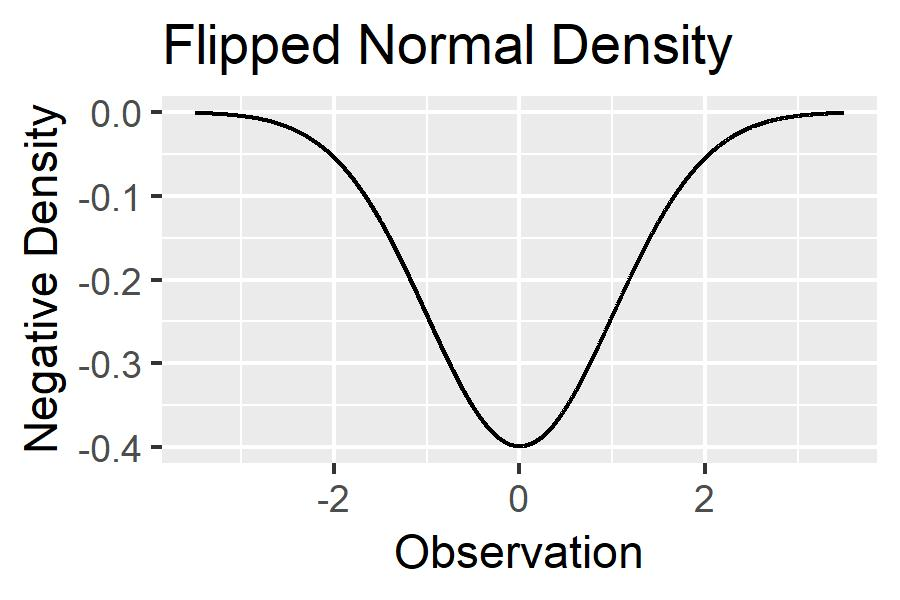 Flipped Normal Density
Negative Density
0.0
-0.1
-0.2
-0.3
-0.4
-2 0 2
Observation